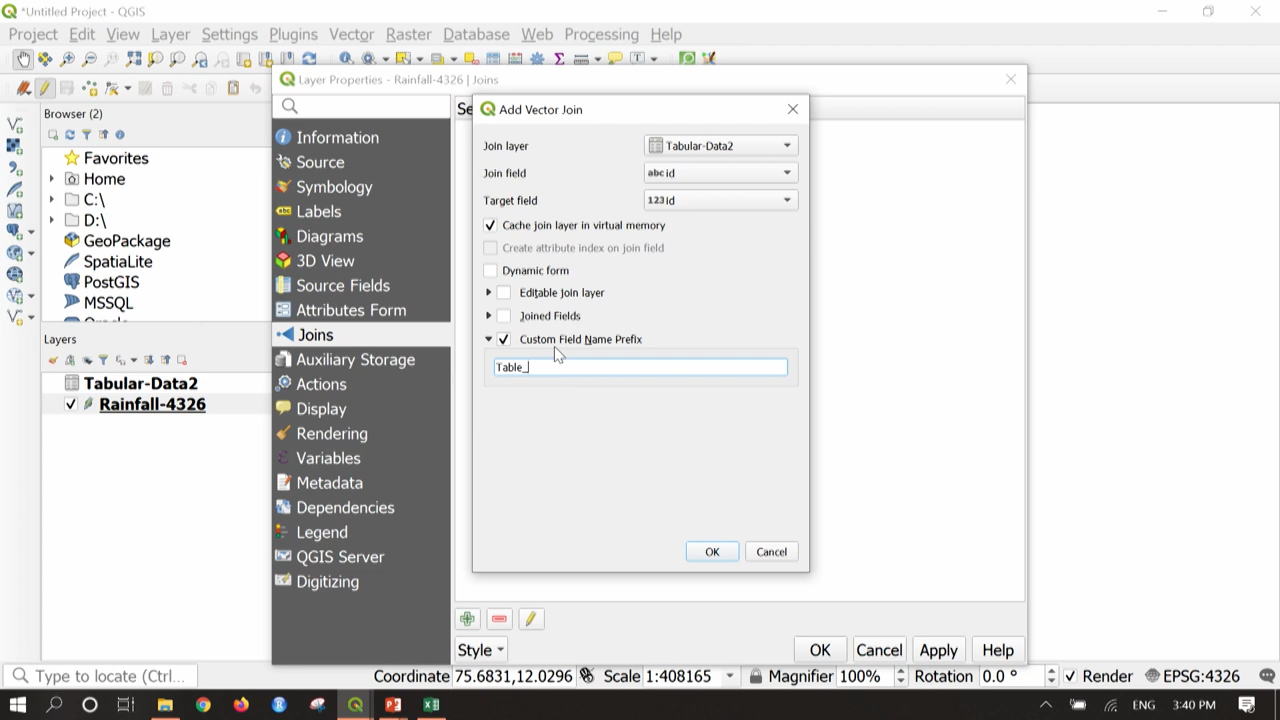 *Untitled Project - QGIS
Project Edit View Layer Settings Plugins Vector Raster Database Web Processing Help
Layer Properties - Rainfall-4326 | Joins
Browser (2)
Favorites
Home
C:\
D:\
GeoPackage
SpatiaLite
PostGIS
MSSQL
Layers
Tabular-Data2
Rainfall-4326
Information
Source
Symbology
abc Labels
Diagrams
3D View
Source Fields
Attributes Form
Joins
Auxiliary Storage
Actions
Display
Rendering
Variables
Metadata
Dependencies
Legend
QGIS Server
Digitizing
Se
Add Vector Join
Join layer Tabular-Data2
Join field abc id
Target field 123 id
Cache join layer in virtual memory
Create attribute index on join field
Dynamic form
Editable join layer
Joined Fields
Custom Field Name Prefix
Table_
OK Cancel
Style OK Cancel Apply Help
Type to locate (Ctrl... Coordinate 75.6831,12.0296 Scale 1:408165 Magnifier 100% Rotation 0.0 ° Render EPSG:4326
ENG 3:40 PM